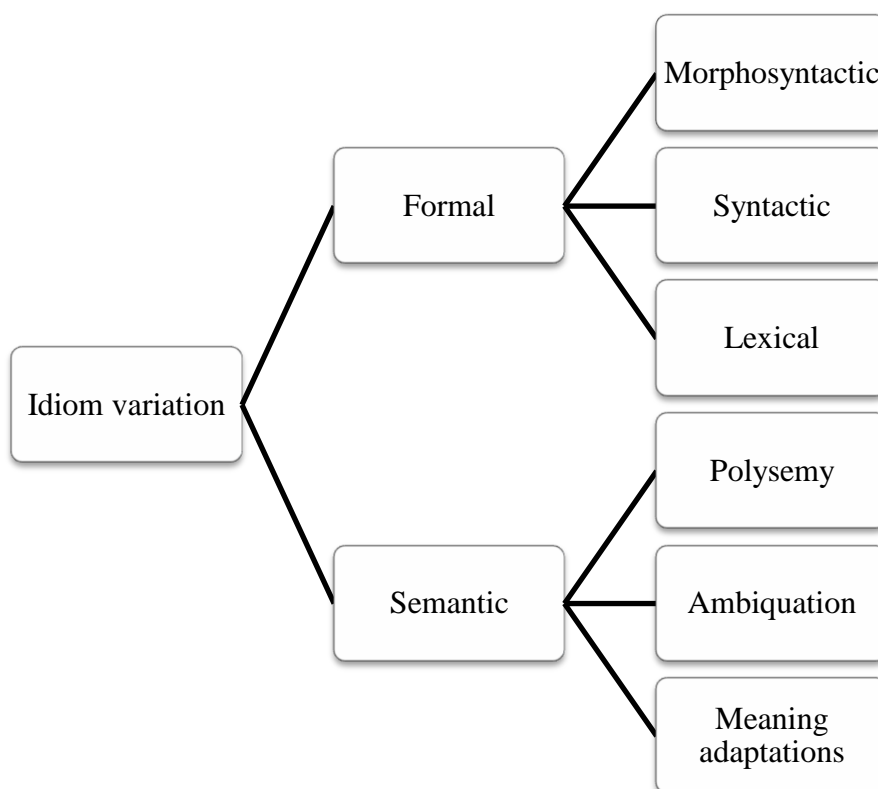 Idiom variation
Formal
Morphosyntactic
Syntactic
Lexical
Semantic
Polysemy
Ambiquation
Meaning
adaptations